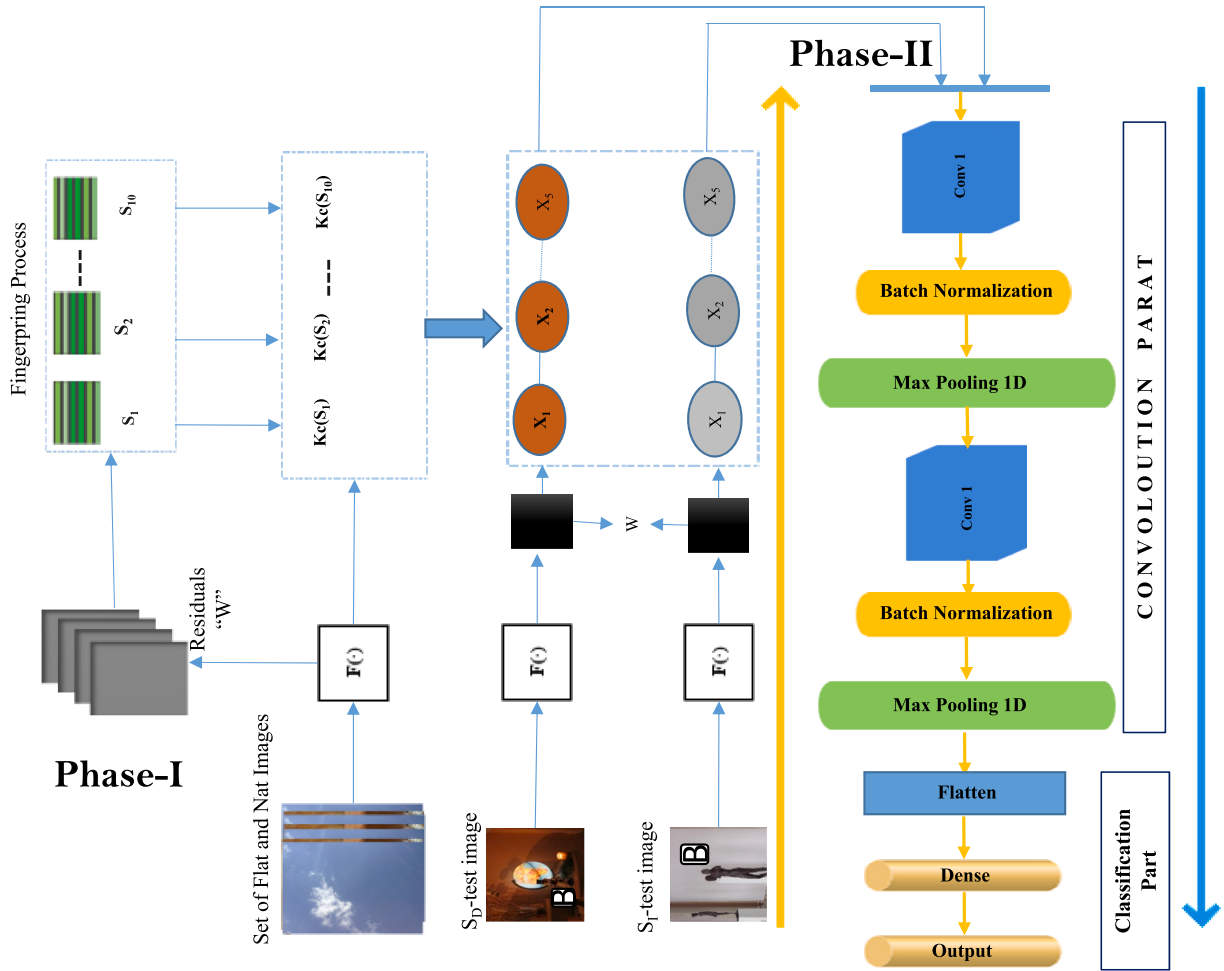 Phase-I
Fingerpring Process
S1
S2
S10
Kc(S1)
Kc(S2)
Kc(S10)
Residuals
“W”
F(·)
Set of Flat and Nat Images
X1
X2
X5
F(·)
SD-test image
B
W
X1
X2
X5
F(·)
SI-test image
B
Phase-II
Conv 1
Batch Normalization
Max Pooling 1D
Conv 1
Batch Normalization
Max Pooling 1D
CONVOLOUTION PARAT
Flatten
Dense
Output
Classification
Part